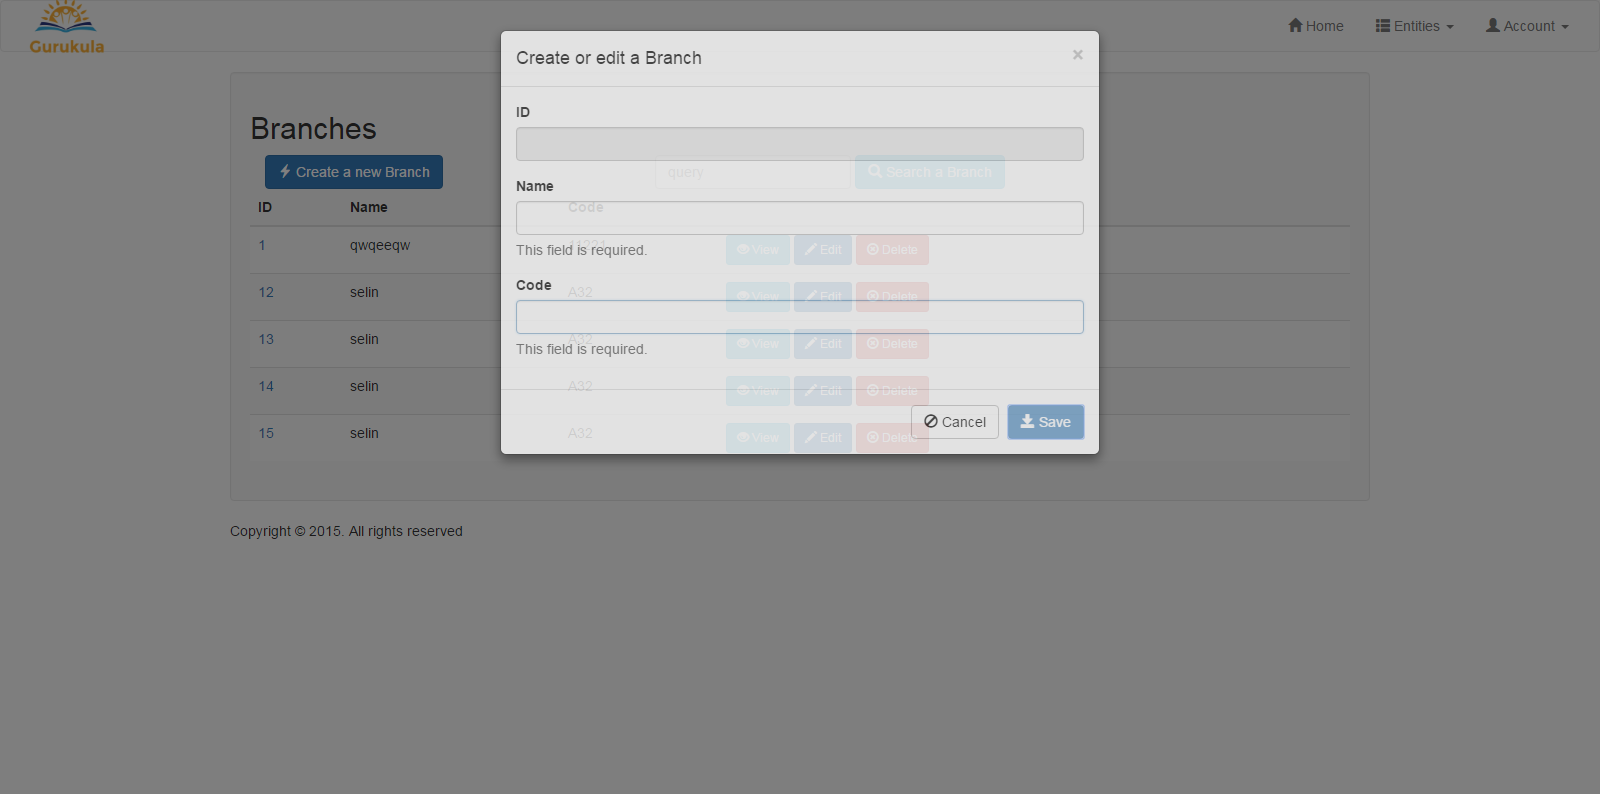 Gurukula
Home Entities Account
Create or edit a Branch ×
ID
Branches
Create a new Branch
query Search a Branch
Name
ID Name Code
1 qwqeeqw View Edit Delete
This field is required.
Code
12 selin A32 View Edit Delete
13 selin A32 View Edit Delete
This field is required.
14 selin A32 View Edit Delete
Cancel Save
15 selin A32 View Edit Delete
Copyright © 2015. All rights reserved